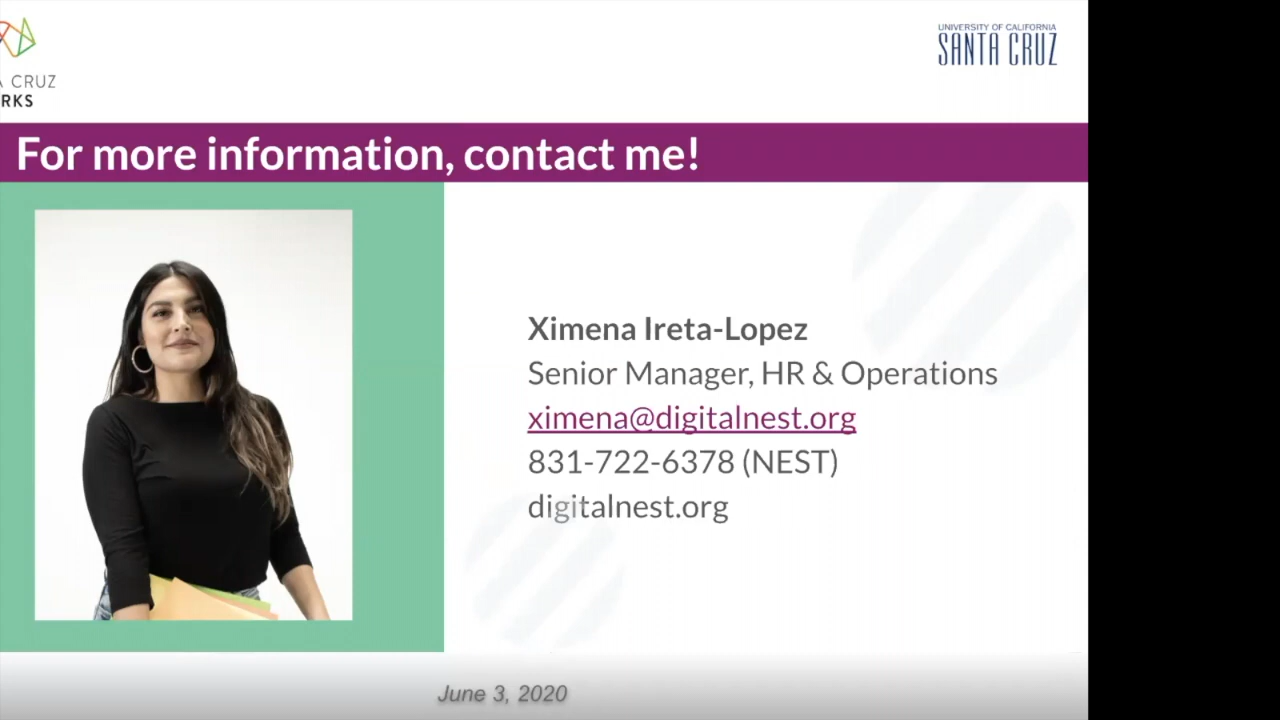 A CRUZ
RKS
UNIVERSITY OF CALIFORNIA
SANTA CRUZ
For more information, contact me!
Ximena Ireta-Lopez
Senior Manager, HR & Operations
ximena@digitalnest.org
831-722-6378 (NEST)
digitalnest.org
June 3, 2020